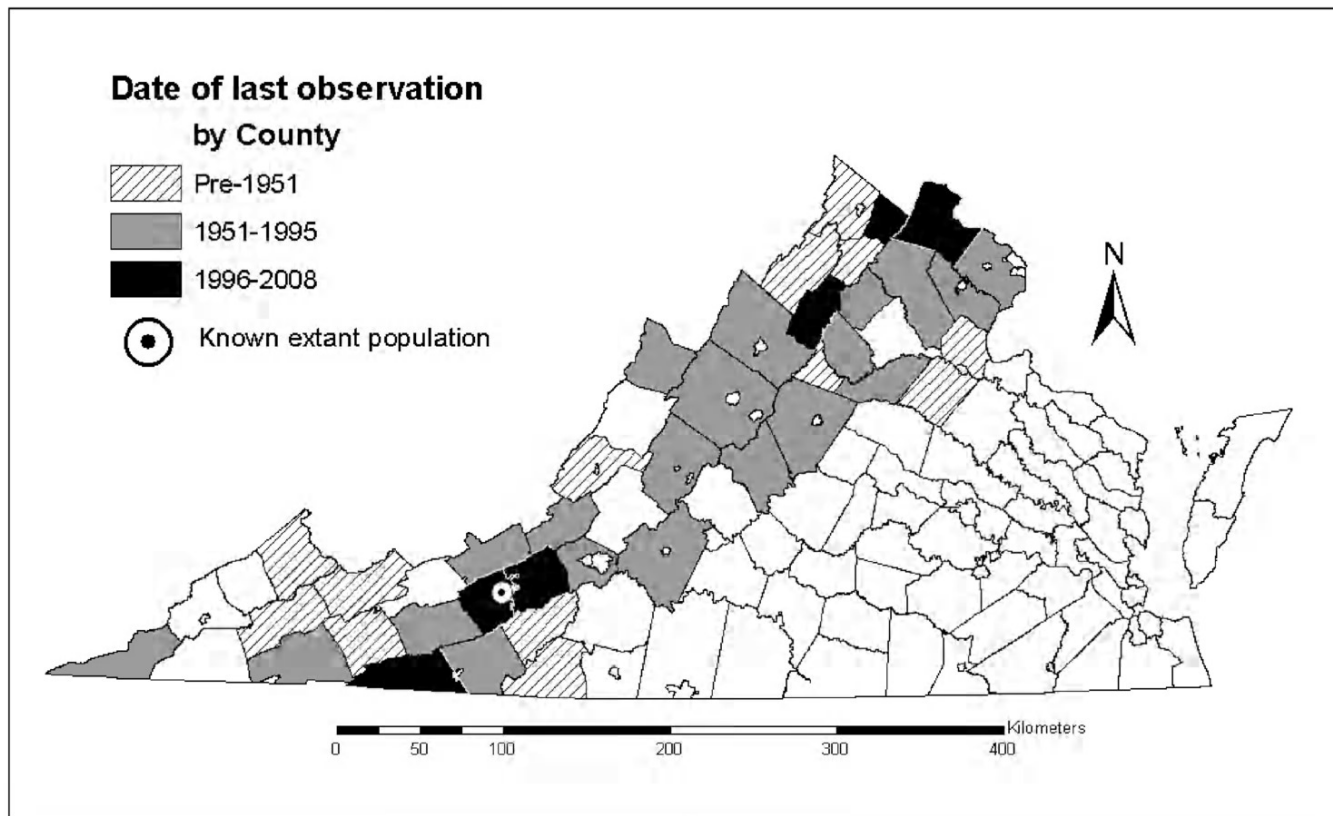 Date of last observation
by County
Pre-1951
1951-1995
1996-2008
Known extant population
N
Kilometers
0 50 100 200 300 400